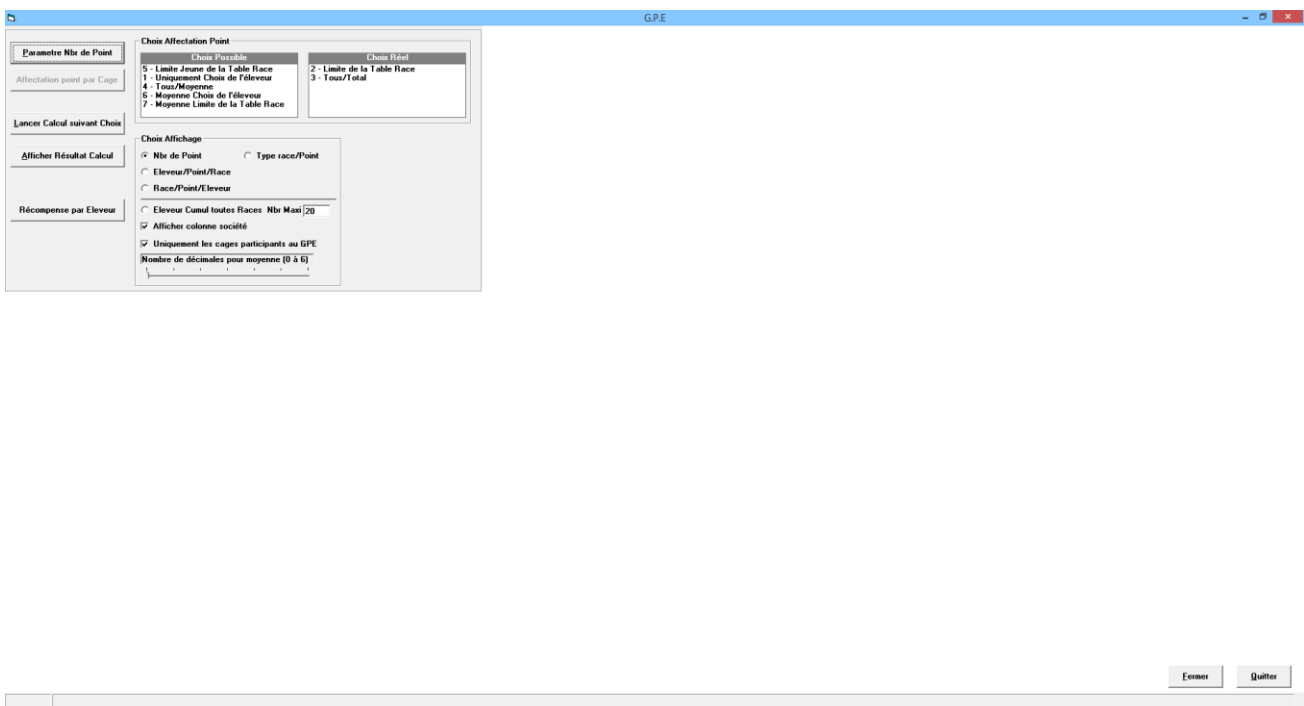 G.P.E
Parametre Nbr de Point
Affectation point par Cage
Lancer Calcul suivant Choix
Afficher Résultat Calcul
Récompense par Eleveur
Choix Affectation Point
Choix Possible
5 - Limite Jeune de la Table Race
1 - Uniquement Choix de l'éleveur
4 - Tous/Moyenne
6 - Moyenne Choix de l'éleveur
7 - Moyenne Limite de la Table Race
Choix Réel
2 - Limite de la Table Race
3 - Tous/Total
Choix Affichage
Nbr de Point Type race/Point
Eleveur/Point/Race
Race/Point/Eleveur
Eleveur Cumul toutes Races Nbr Maxi 20
Afficher colonne société
Uniquement les cages participants au GPE
Nombre de décimales pour moyenne (0 à 6)
Fermer Quitter